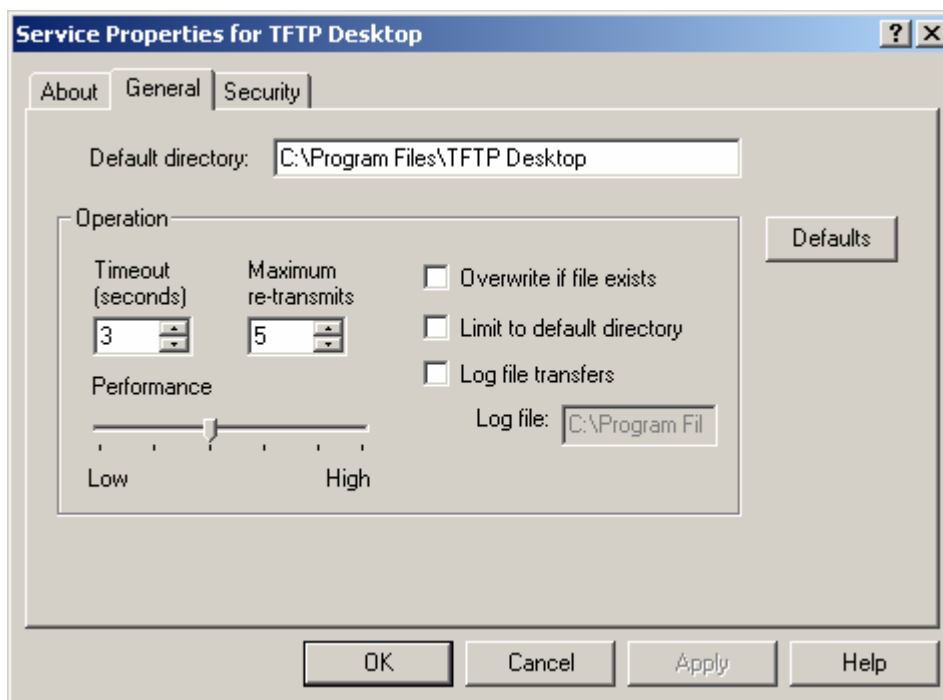 Service Properties for TFTP Desktop
About General Security
Default directory: C:\Program Files\TFTP Desktop
Operation
Defaults
Timeout (seconds)
3
Maximum re-transmits
5
Overwrite if file exists
Limit to default directory
Log file transfers
Log file: C:\Program Fil
Performance
Low High
OK Cancel Apply Help